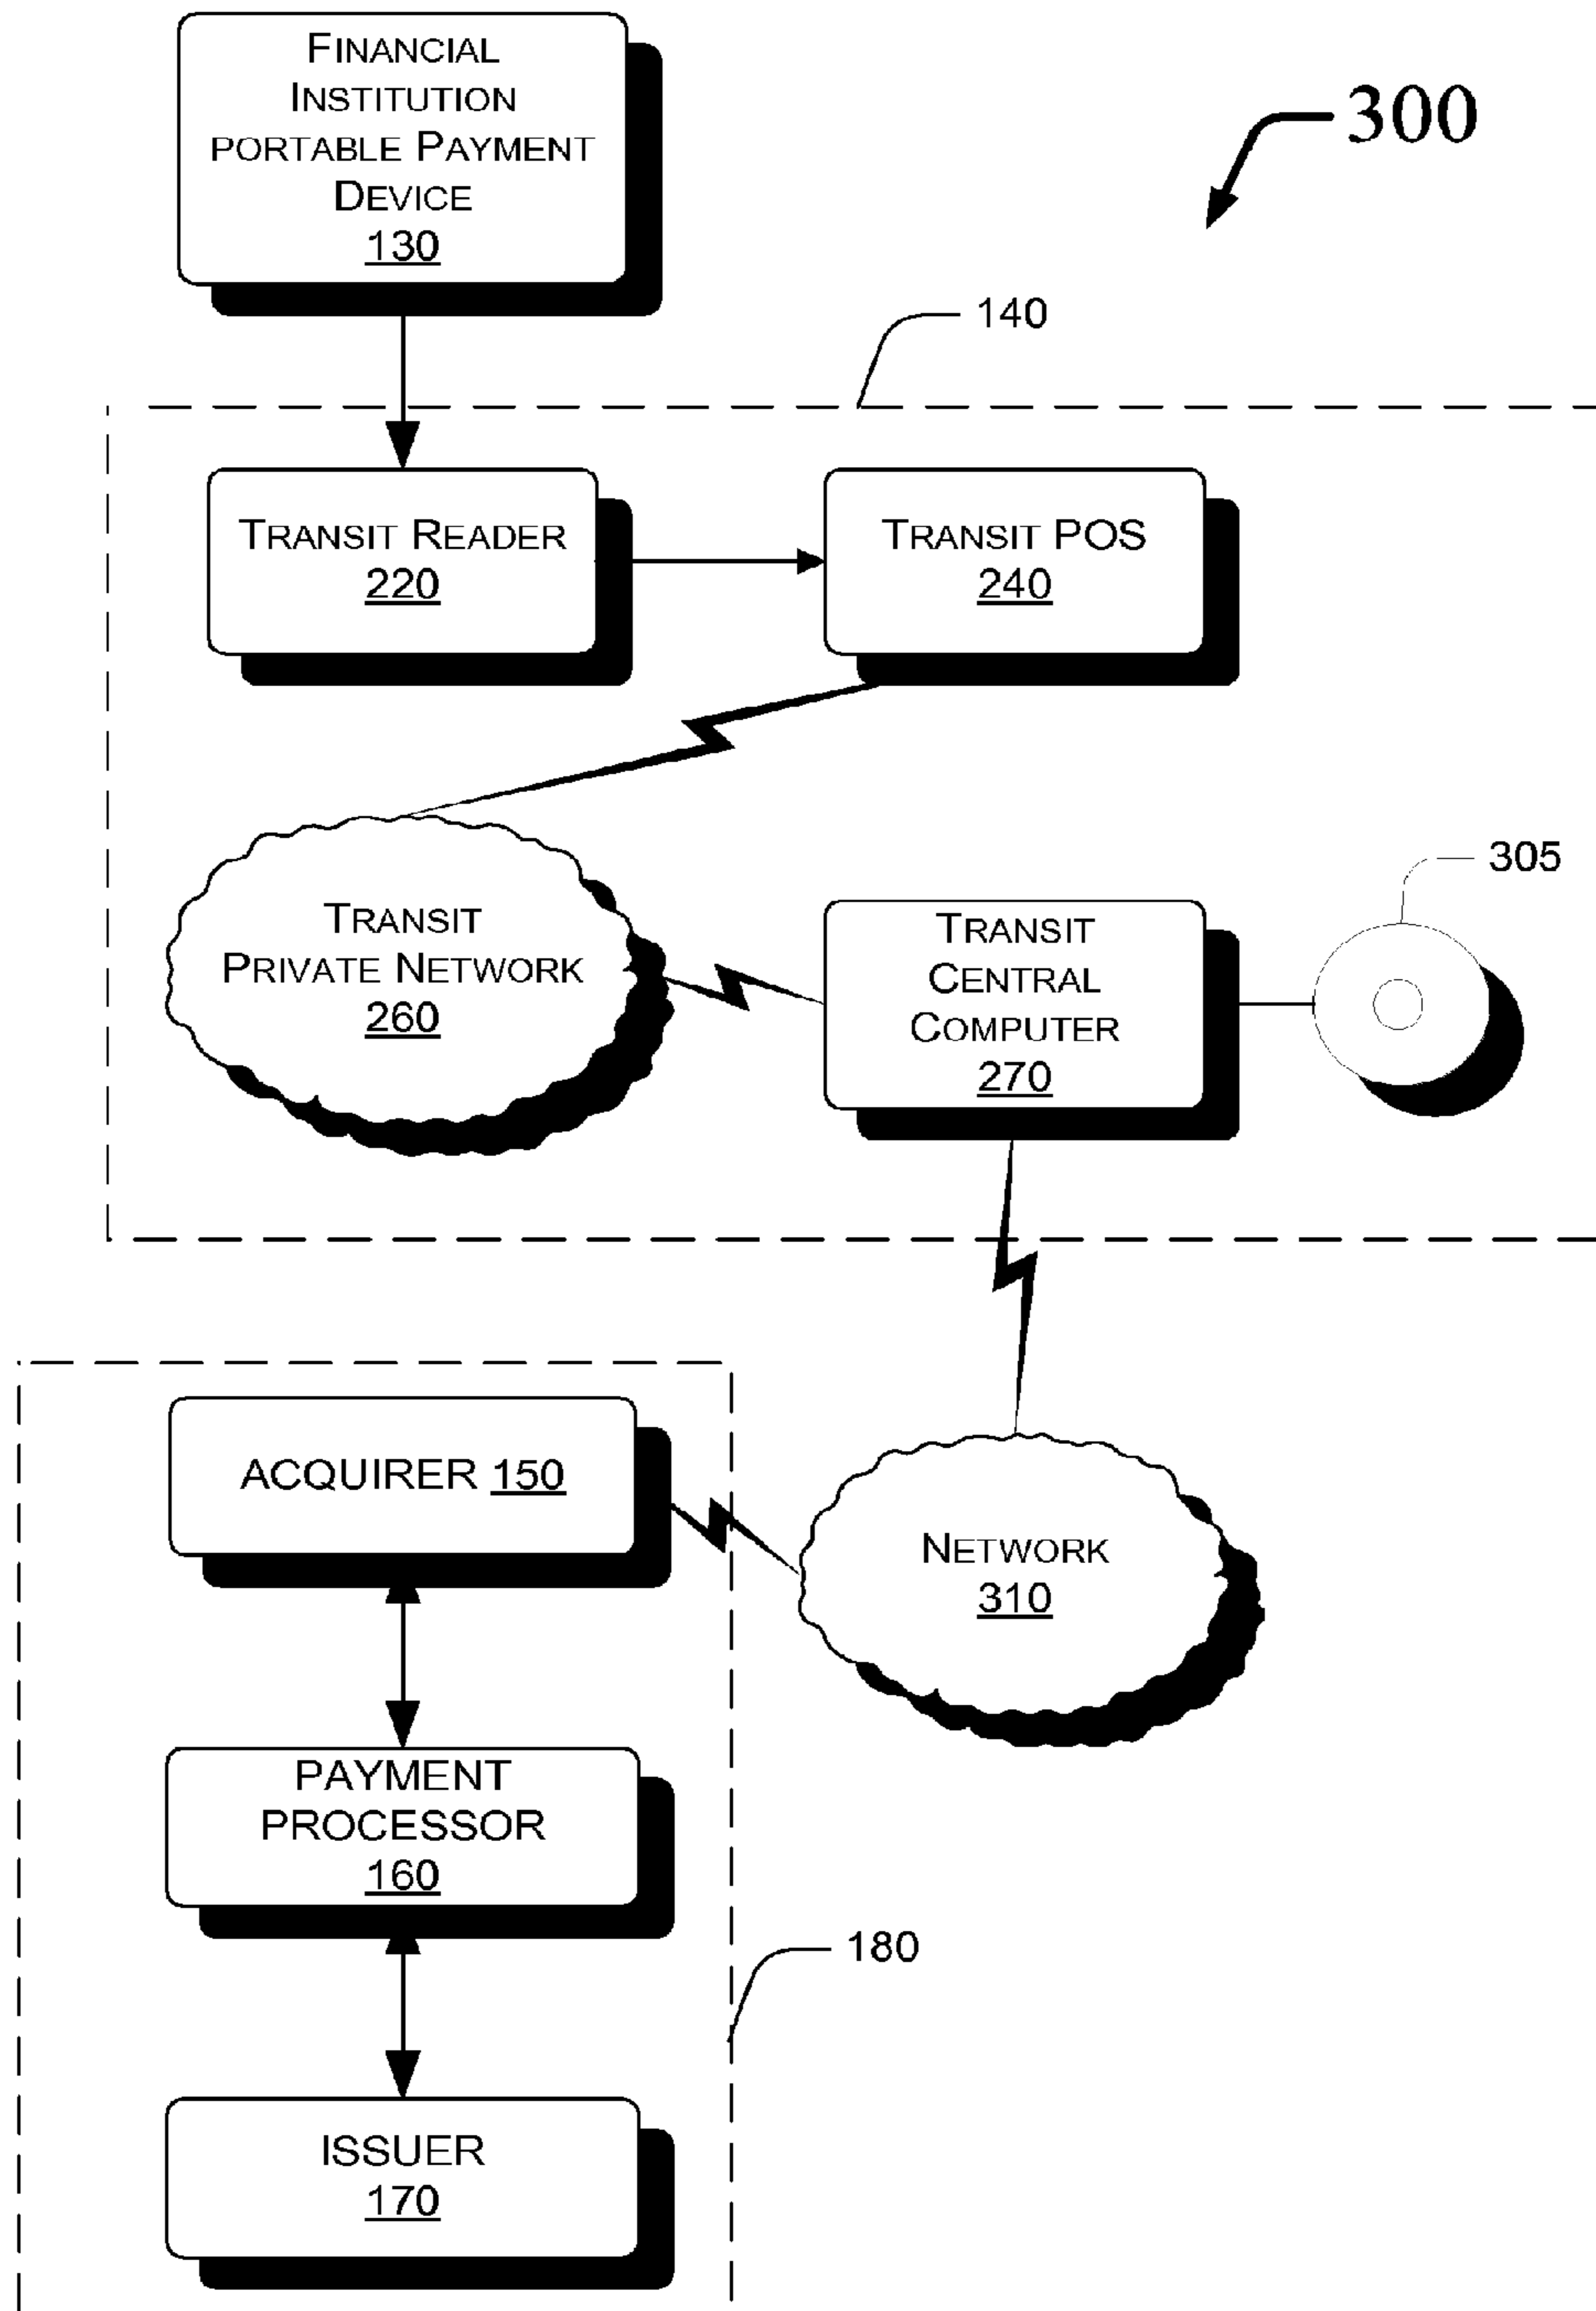 FINANCIAL
INSTITUTION
PORTABLE PAYMENT
DEVICE
130
300
140
TRANSIT READER
220
TRANSIT POS
240
305
TRANSIT
PRIVATE NETWORK
260
TRANSIT
CENTRAL
COMPUTER
270
ACQUIRER 150
NETWORK
310
PAYMENT
PROCESSOR
160
180
ISSUER
170